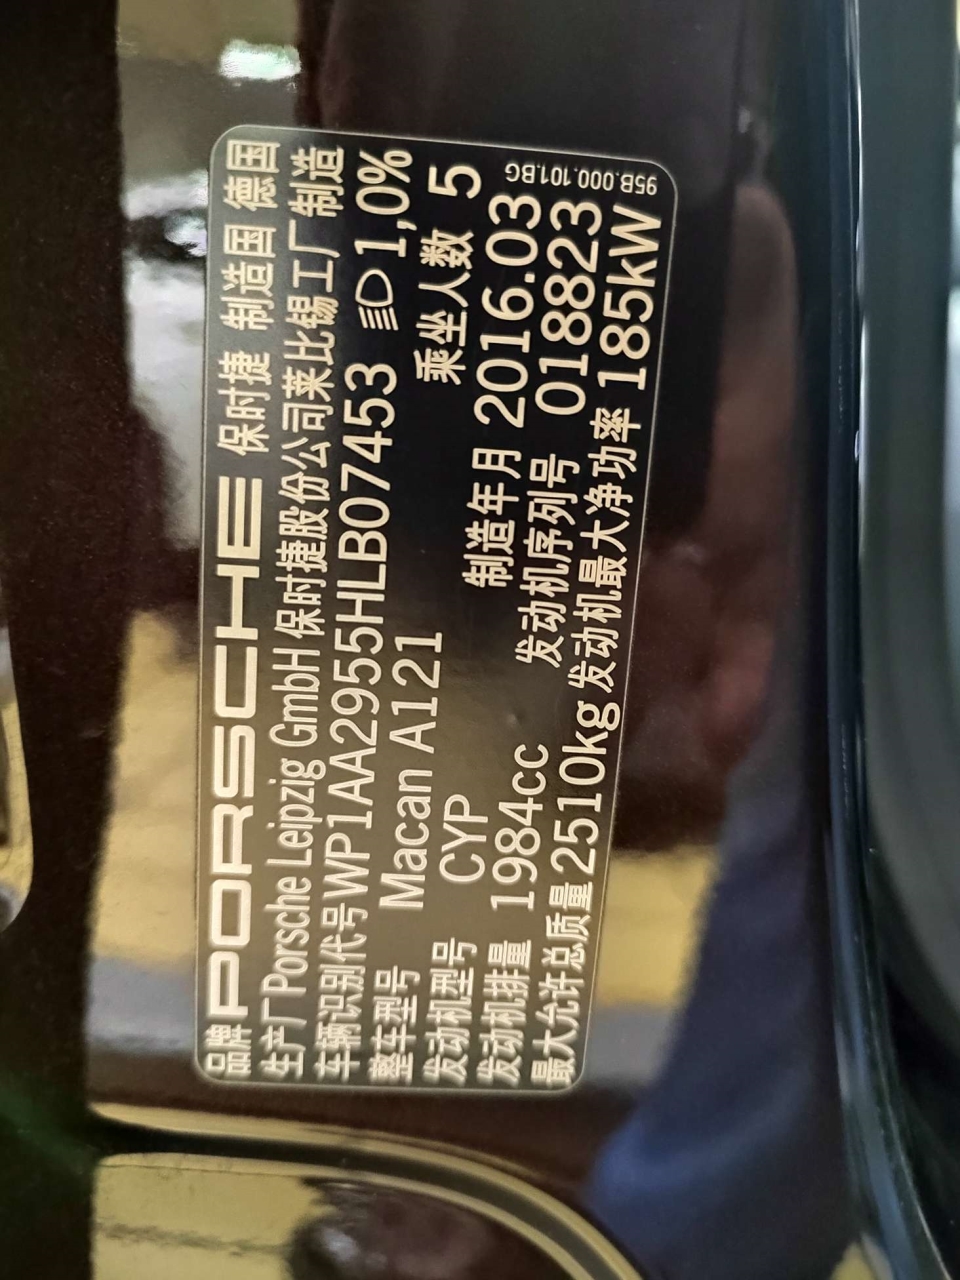 品牌 PORSCHE 保时捷 制造国 德国
生产厂 Porsche Leipzig GmbH 保时捷股份公司莱比锡工厂 制造
车辆识别代号 WP1AA2955HLB07453 1,0%
整车型号 Macan A121 乘坐人数 5
发动机型号 CYP 制造年月 2016.03
发动机排量 1984cc 发动机序列号 018823
最大允许总质量 2510kg 发动机最大净功率 185kW
95B.000.101.BG